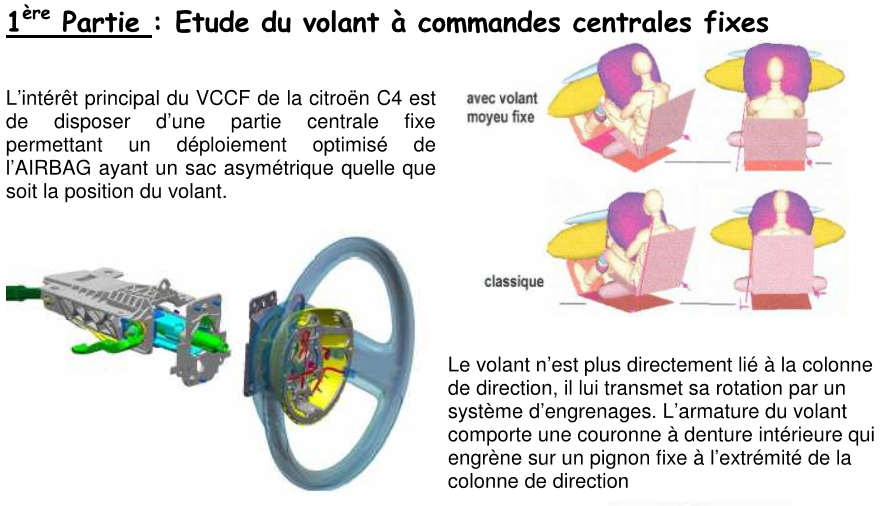 1ère Partie : Etude du volant à commandes centrales fixes
L'intérêt principal du VCCF de la citroën C4 est
de disposer d'une partie centrale fixe
permettant un déploiement optimisé de
l'AIRBAG ayant un sac asymétrique quelle que
soit la position du volant.
avec volant
moyeu fixe
classique
Le volant n'est plus directement lié à la colonne
de direction, il lui transmet sa rotation par un
système d'engrenages. L'armature du volant
comporte une couronne à denture intérieure qui
engrène sur un pignon fixe à l'extrémité de la
colonne de direction